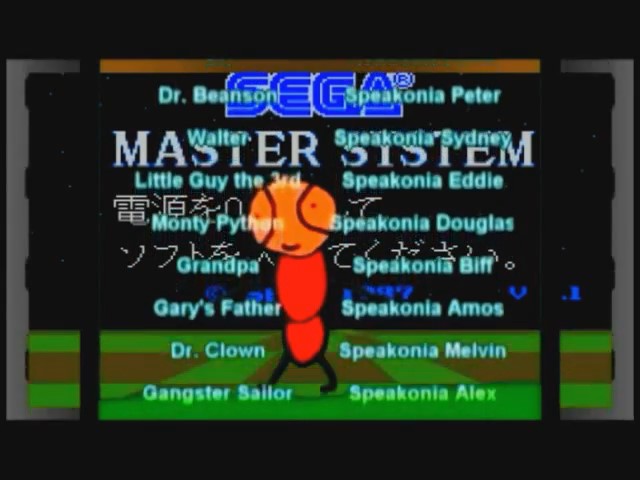 SEGA®
Dr. Beanson Speakonia Peter
MASTER SYSTEM
Walter Speakonia Sydney
Little Guy the 3rd Speakonia Eddie
電源を て
Monty Python Speakonia Douglas
ソフトを てください。
Grandpa Speakonia Biff
Gary's Father Speakonia Amos
Dr. Clown Speakonia Melvin
Gangster Sailor Speakonia Alex